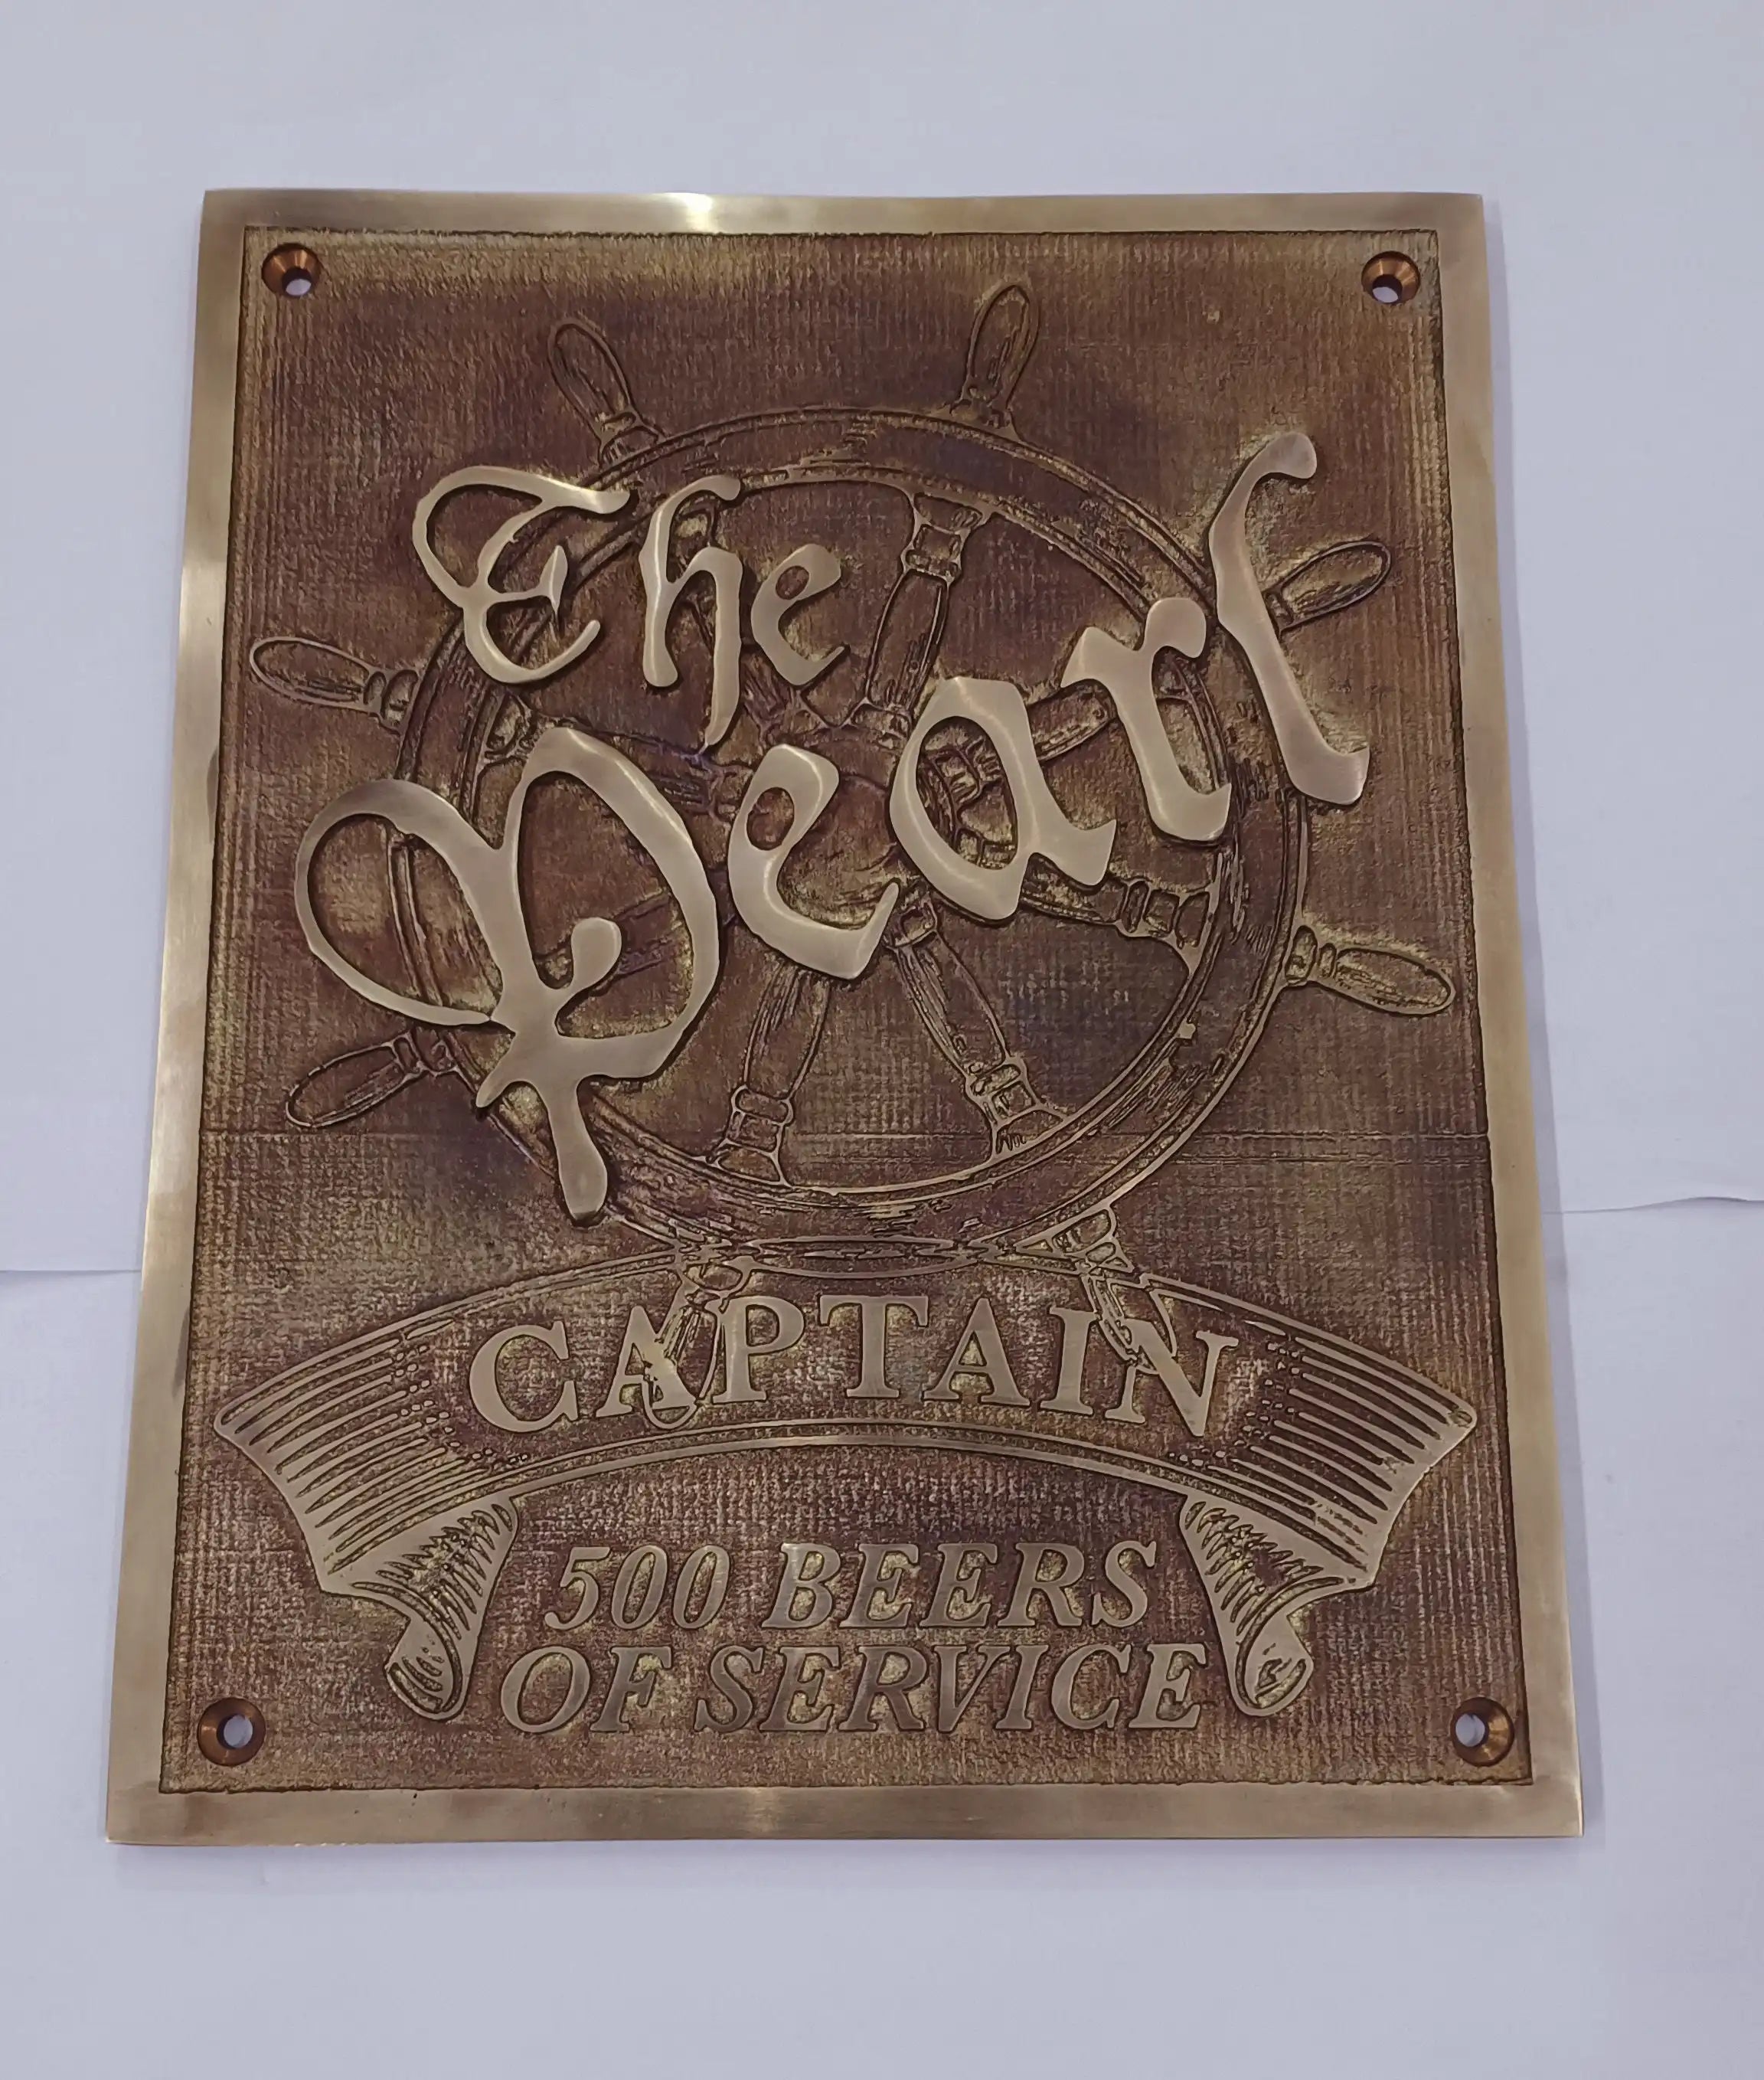 The
Pearl
CAPTAIN
500 BEERS
OF SERVICE